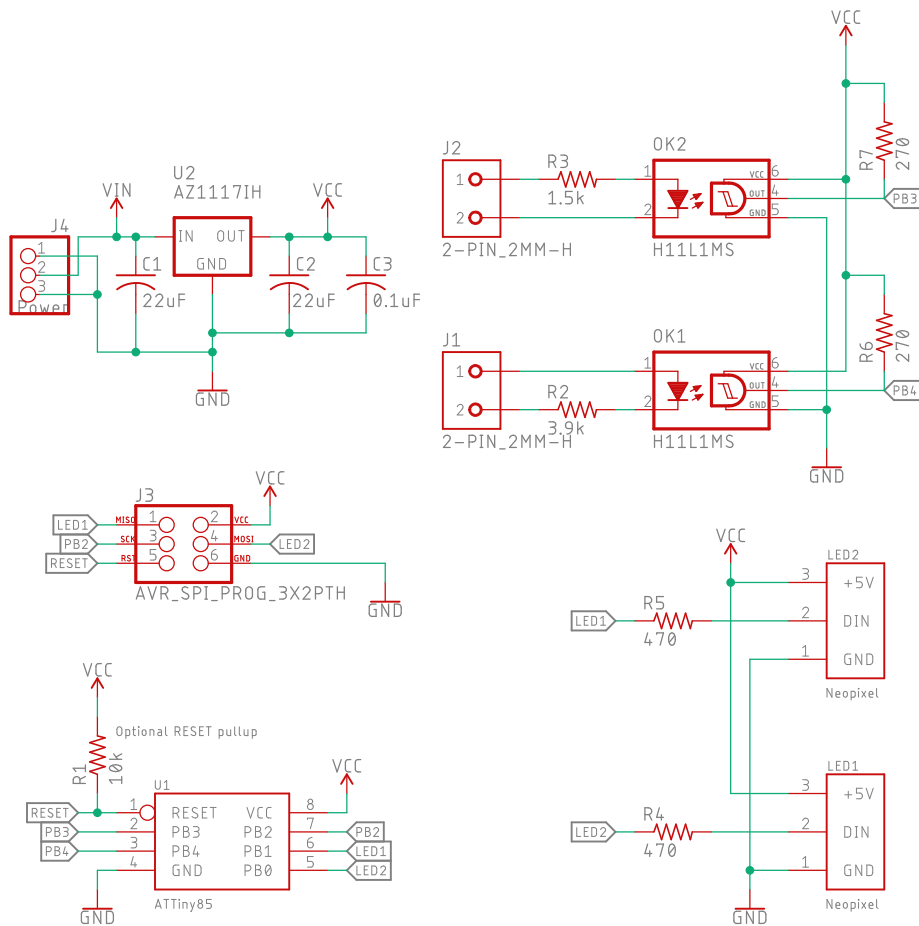 U2
AZ1117IH
VIN
VCC
J4
1
2
3
Power
IN
OUT
GND
C1
22uF
C2
22uF
C3
0.1uF
GND
VCC
J2
1
2
2-PIN_2MM-H
R3
1.5k
OK2
1
2
VCC
OUT
GND
6
4
5
H11L1MS
R7
270
PB3
J1
1
2
2-PIN_2MM-H
R2
3.9k
OK1
1
2
VCC
OUT
GND
6
4
5
H11L1MS
R6
270
PB4
GND
VCC
J3
LED1
MISO
1
2
VCC
PB2
SCK
3
4
MOSI
LED2
RESET
RST
5
6
GND
AVR_SPI_PROG_3X2PTH
GND
VCC
Optional RESET pullup
R1
10k
U1
VCC
RESET
1
RESET
VCC
8
PB3
2
PB3
PB2
7
PB2
PB4
3
PB4
PB1
6
LED1
4
GND
PB0
5
LED2
GND
ATTiny85
VCC
LED2
3
+5V
LED1
R5
470
2
DIN
1
GND
Neopixel
LED1
3
+5V
LED2
R4
470
2
DIN
1
GND
Neopixel
GND